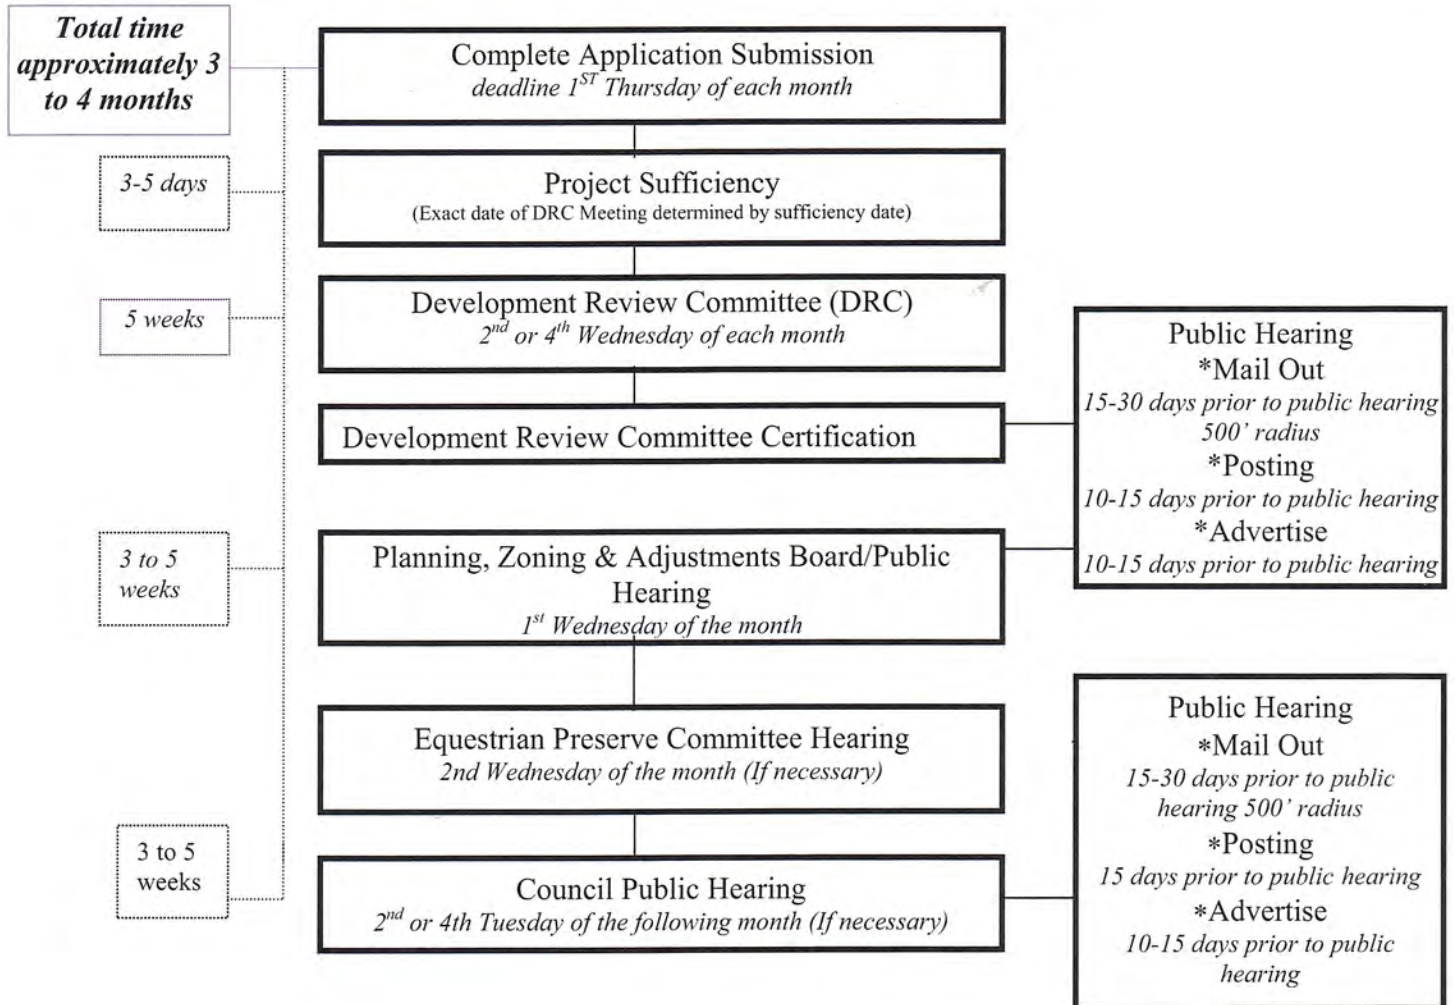 Total time
approximately 3
to 4 months
Complete Application Submission
deadline 1ST Thursday of each month
3-5 days
Project Sufficiency
(Exact date of DRC Meeting determined by sufficiency date)
5 weeks
Development Review Committee (DRC)
2nd or 4th Wednesday of each month
Development Review Committee Certification
Public Hearing
*Mail Out
15-30 days prior to public hearing
500' radius
*Posting
10-15 days prior to public hearing
*Advertise
10-15 days prior to public hearing
3 to 5
weeks
Planning, Zoning & Adjustments Board/Public
Hearing
1st Wednesday of the month
Equestrian Preserve Committee Hearing
2nd Wednesday of the month (If necessary)
3 to 5
weeks
Council Public Hearing
2nd or 4th Tuesday of the following month (If necessary)
Public Hearing
*Mail Out
15-30 days prior to public
hearing 500' radius
*Posting
15 days prior to public hearing
*Advertise
10-15 days prior to public
hearing